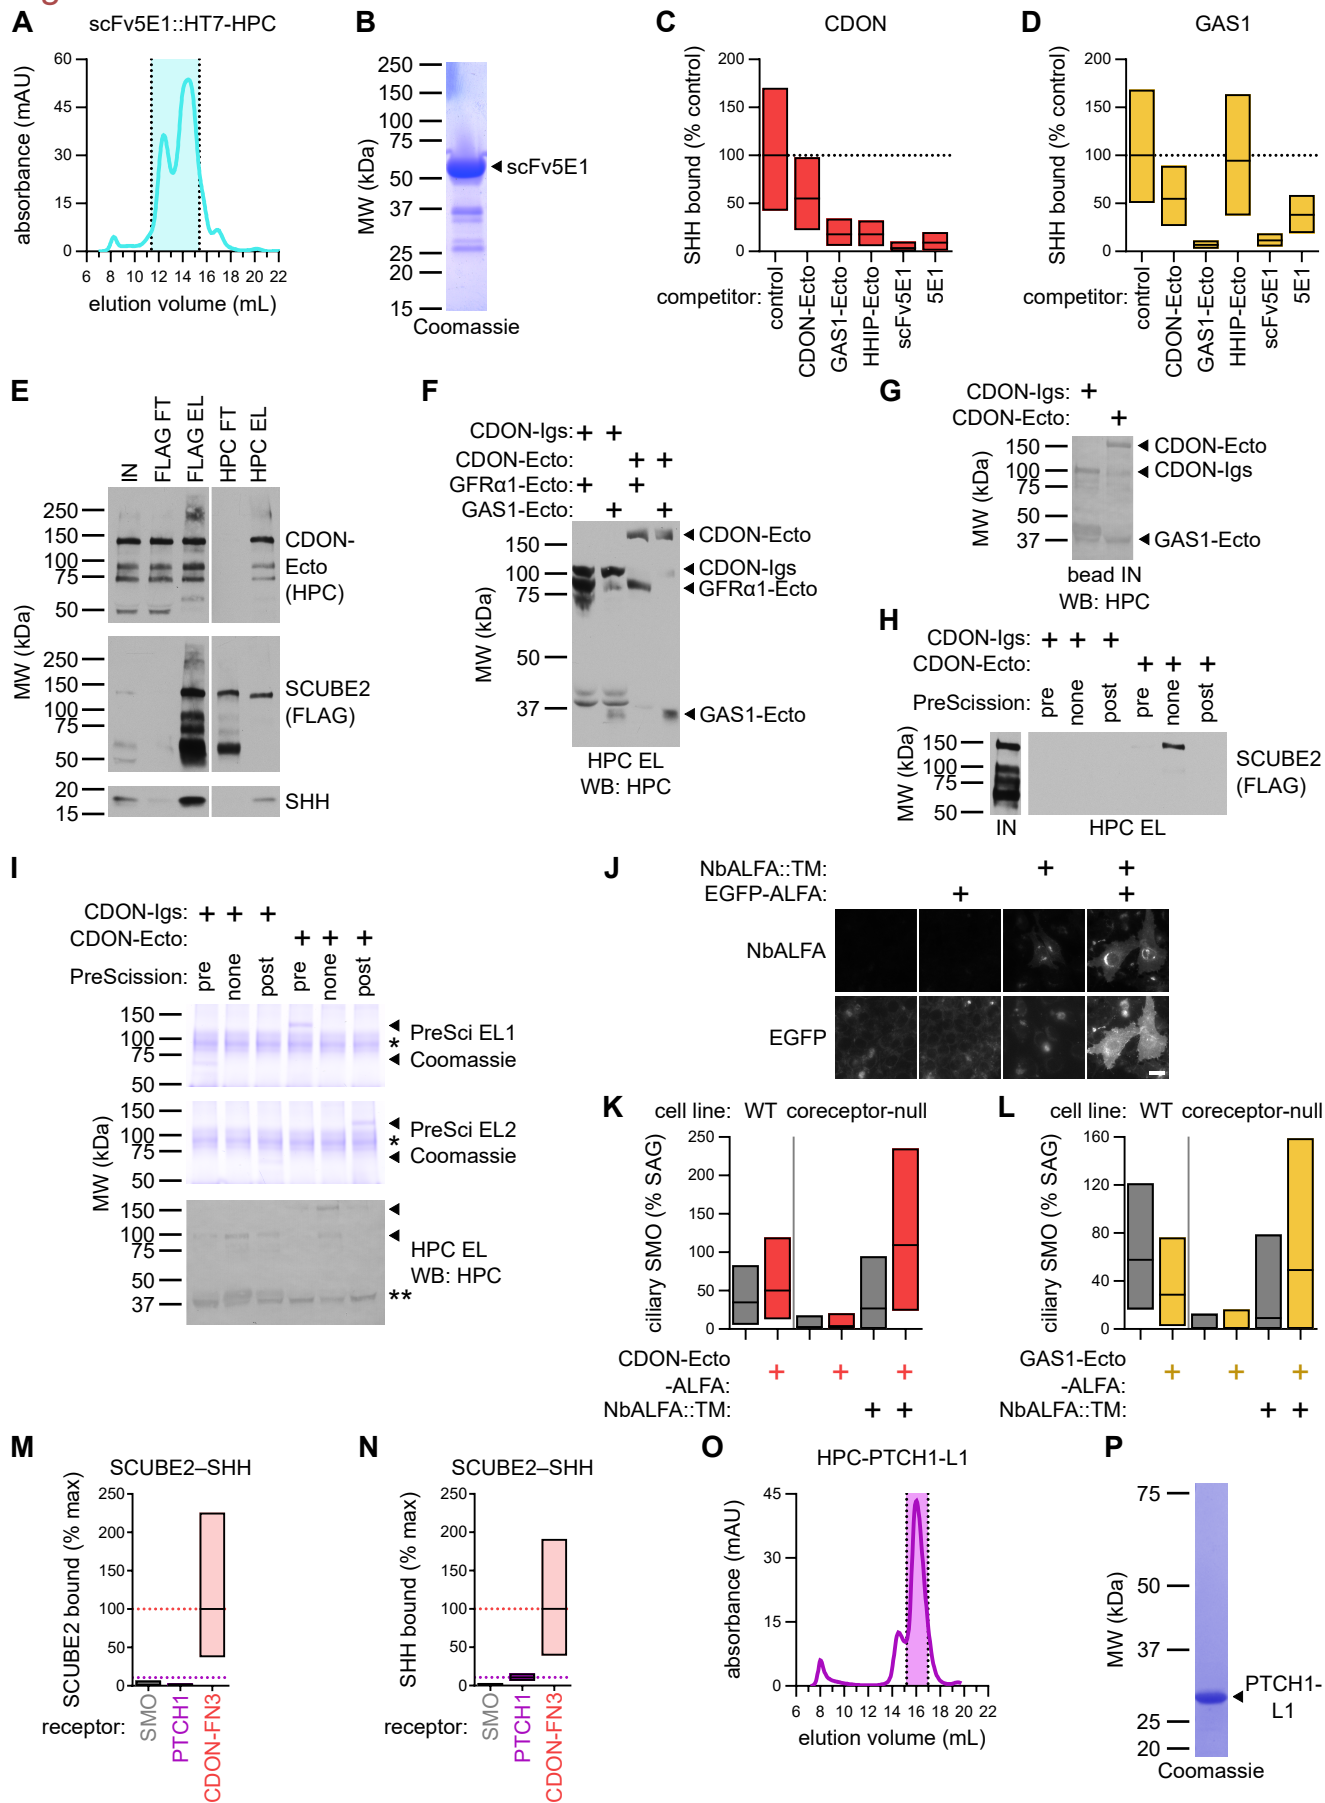 A
scFv5E1::HT7-HPC
absorbance (mAU)
60
45
30
15
0
6 8 10 12 14 16 18 20 22
elution volume (mL)
B
MW (kDa)
250
150
100
75
50
37
25
20
15
scFv5E1
Coomassie
C
CDON
SHH bound (% control)
200
150
100
50
0
competitor:
control
CDON-Ecto
GAS1-Ecto
HHIP-Ecto
scFv5E1
5E1
D
GAS1
SHH bound (% control)
200
150
100
50
0
competitor:
control
CDON-Ecto
GAS1-Ecto
HHIP-Ecto
scFv5E1
5E1
E
IN
FLAG FT
FLAG EL
HPC FT
HPC EL
MW (kDa)
250
150
100
75
50
CDON-
Ecto
(HPC)
250
150
100
75
50
SCUBE2
(FLAG)
20
15
SHH
F
CDON-Igs: + +
CDON-Ecto: + +
GFRα1-Ecto: + +
GAS1-Ecto: + +
MW (kDa)
150
100
75
50
37
CDON-Ecto
CDON-Igs
GFRα1-Ecto
GAS1-Ecto
HPC EL
WB: HPC
G
CDON-Igs: +
CDON-Ecto: +
MW (kDa)
150
100
75
50
37
CDON-Ecto
CDON-Igs
GAS1-Ecto
bead IN
WB: HPC
H
CDON-Igs: + + +
CDON-Ecto: + + +
PreScission: pre none post pre none post
MW (kDa)
150
100
75
50
SCUBE2
(FLAG)
IN HPC EL
I
CDON-Igs: + + +
CDON-Ecto: + + +
PreScission: pre none post pre none post
MW (kDa)
150
100
75
50
PreSci EL1
*
Coomassie
150
100
75
50
PreSci EL2
*
Coomassie
150
100
75
50
37
HPC EL
WB: HPC
**
J
NbALFA::TM: + +
EGFP-ALFA: + +
NbALFA
EGFP
K
cell line: WT coreceptor-null
ciliary SMO (% SAG)
250
200
150
100
50
0
CDON-Ecto
-ALFA: + + +
NbALFA::TM: + +
L
cell line: WT coreceptor-null
ciliary SMO (% SAG)
160
120
80
40
0
GAS1-Ecto
-ALFA: + + +
NbALFA::TM: + +
M
SCUBE2–SHH
SCUBE2 bound (% max)
250
200
150
100
50
0
receptor:
SMO
PTCH1
CDON-FN3
N
SCUBE2–SHH
SHH bound (% max)
250
200
150
100
50
0
receptor:
SMO
PTCH1
CDON-FN3
O
HPC-PTCH1-L1
absorbance (mAU)
45
30
15
0
6 8 10 12 14 16 18 20 22
elution volume (mL)
P
MW (kDa)
75
50
37
25
20
PTCH1-
L1
Coomassie